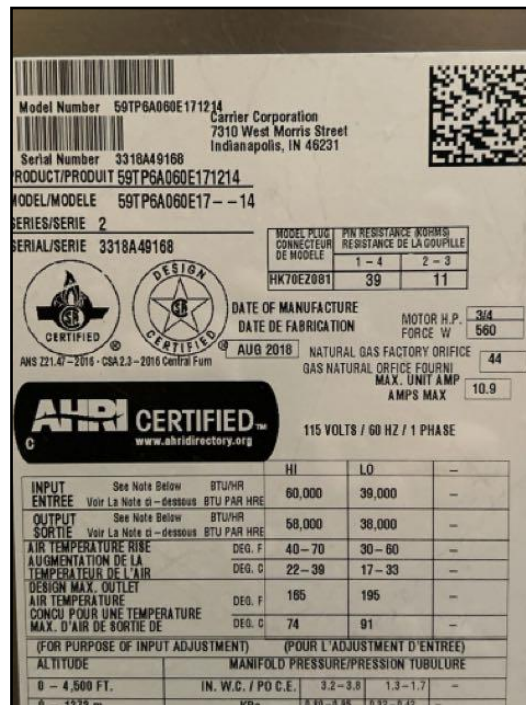 Model Number 59TP6A060E171214
Carrier Corporation
7310 West Morris Street
Indianapolis, IN 46231
Serial Number 3318A49168
PRODUCT/PRODUIT 59TP6A060E171214
MODEL/MODELE 59TP6A060E17--14
SERIES/SERIE 2
SERIAL/SERIE 3318A49168
MODEL PLUG CONNECTEUR DE MODELE
PIN RESISTANCE (KOHMS)
RESISTANCE DE LA GOUPILLE
1-4 2-3
HK70EZ081 39 11
CERTIFIED ®
DESIGN CERTIFIED ®
ANS Z21.47-2016 · CSA 2.3-2016 Central Furn
DATE OF MANUFACTURE
DATE DE FABRICATION
AUG 2018
MOTOR H.P. 3/4
FORCE W 560
NATURAL GAS FACTORY ORIFICE
GAS NATURAL ORFICE FOURNI
44
MAX. UNIT AMP
AMPS MAX
10.9
AHRI CERTIFIED™
www.ahridirectory.org
C
115 VOLTS / 60 HZ / 1 PHASE
HI LO -
INPUT See Note Below BTU/HR
ENTREE Voir La Note ci-dessous BTU PAR HRE
60,000 39,000 -
OUTPUT See Note Below BTU/HR
SORTIE Voir La Note ci-dessous BTU PAR HRE
58,000 38,000 -
AIR TEMPERATURE RISE DEG. F 40-70 30-60 -
AUGMENTATION DE LA
TEMPERATEUR DE L'AIR DEG. C 22-39 17-33 -
DESIGN MAX. OUTLET
AIR TEMPERATURE DEG. F 165 195 -
CONCU POUR UNE TEMPERATURE
MAX. D'AIR DE SORTIE DE DEG. C 74 91 -
(FOR PURPOSE OF INPUT ADJUSTMENT) (POUR L'ADJUSTMENT D'ENTREE)
ALTITUDE MANIFOLD PRESSURE/PRESSION TUBULURE
0 - 4,500 FT. IN. W.C. / PO C.E. 3.2-3.8 1.3-1.7 -